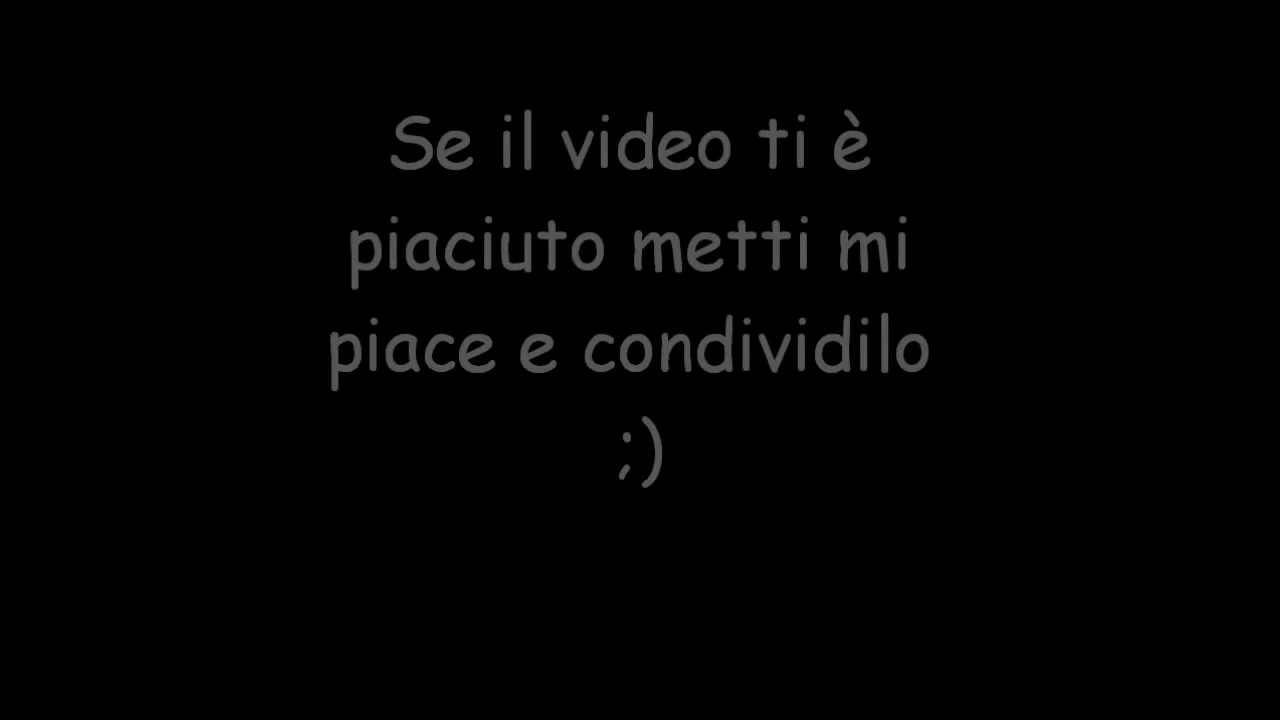 Se il video ti è
piaciuto metti mi
piace e condividilo
;)